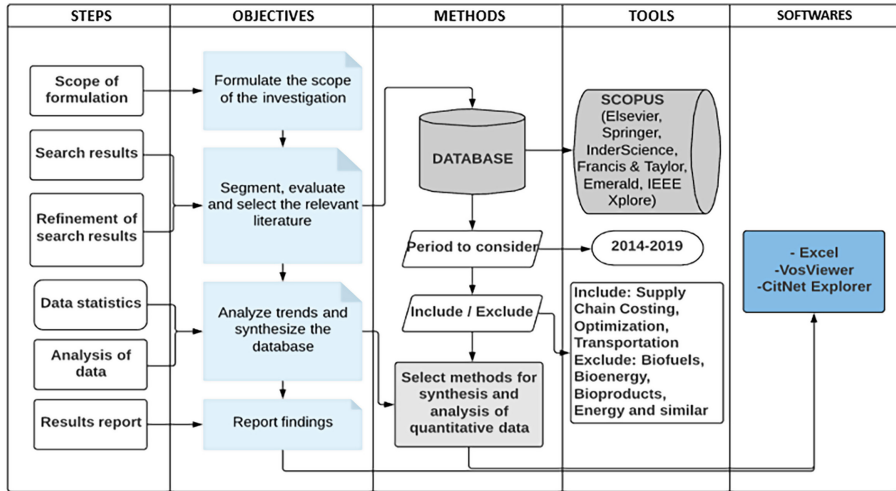 STEPS
OBJECTIVES
METHODS
TOOLS
SOFTWARES
Scope of
formulation
Search results
Refinement of
search results
Data statistics
Analysis of
data
Results report
Formulate the scope
of the investigation
Segment, evaluate
and select the relevant
literature
Analyze trends and
synthesize the
database
Report findings
DATABASE
Period to consider
Include / Exclude
Select methods for
synthesis and
analysis of
quantitative data
SCOPUS
(Elsevier,
Springer,
InderScience,
Francis & Taylor,
Emerald, IEEE
Xplore)
2014-2019
Include: Supply
Chain Costing,
Optimization,
Transportation
Exclude: Biofuels,
Bioenergy,
Bioproducts,
Energy and similar
- Excel
-VosViewer
-CitNet Explorer